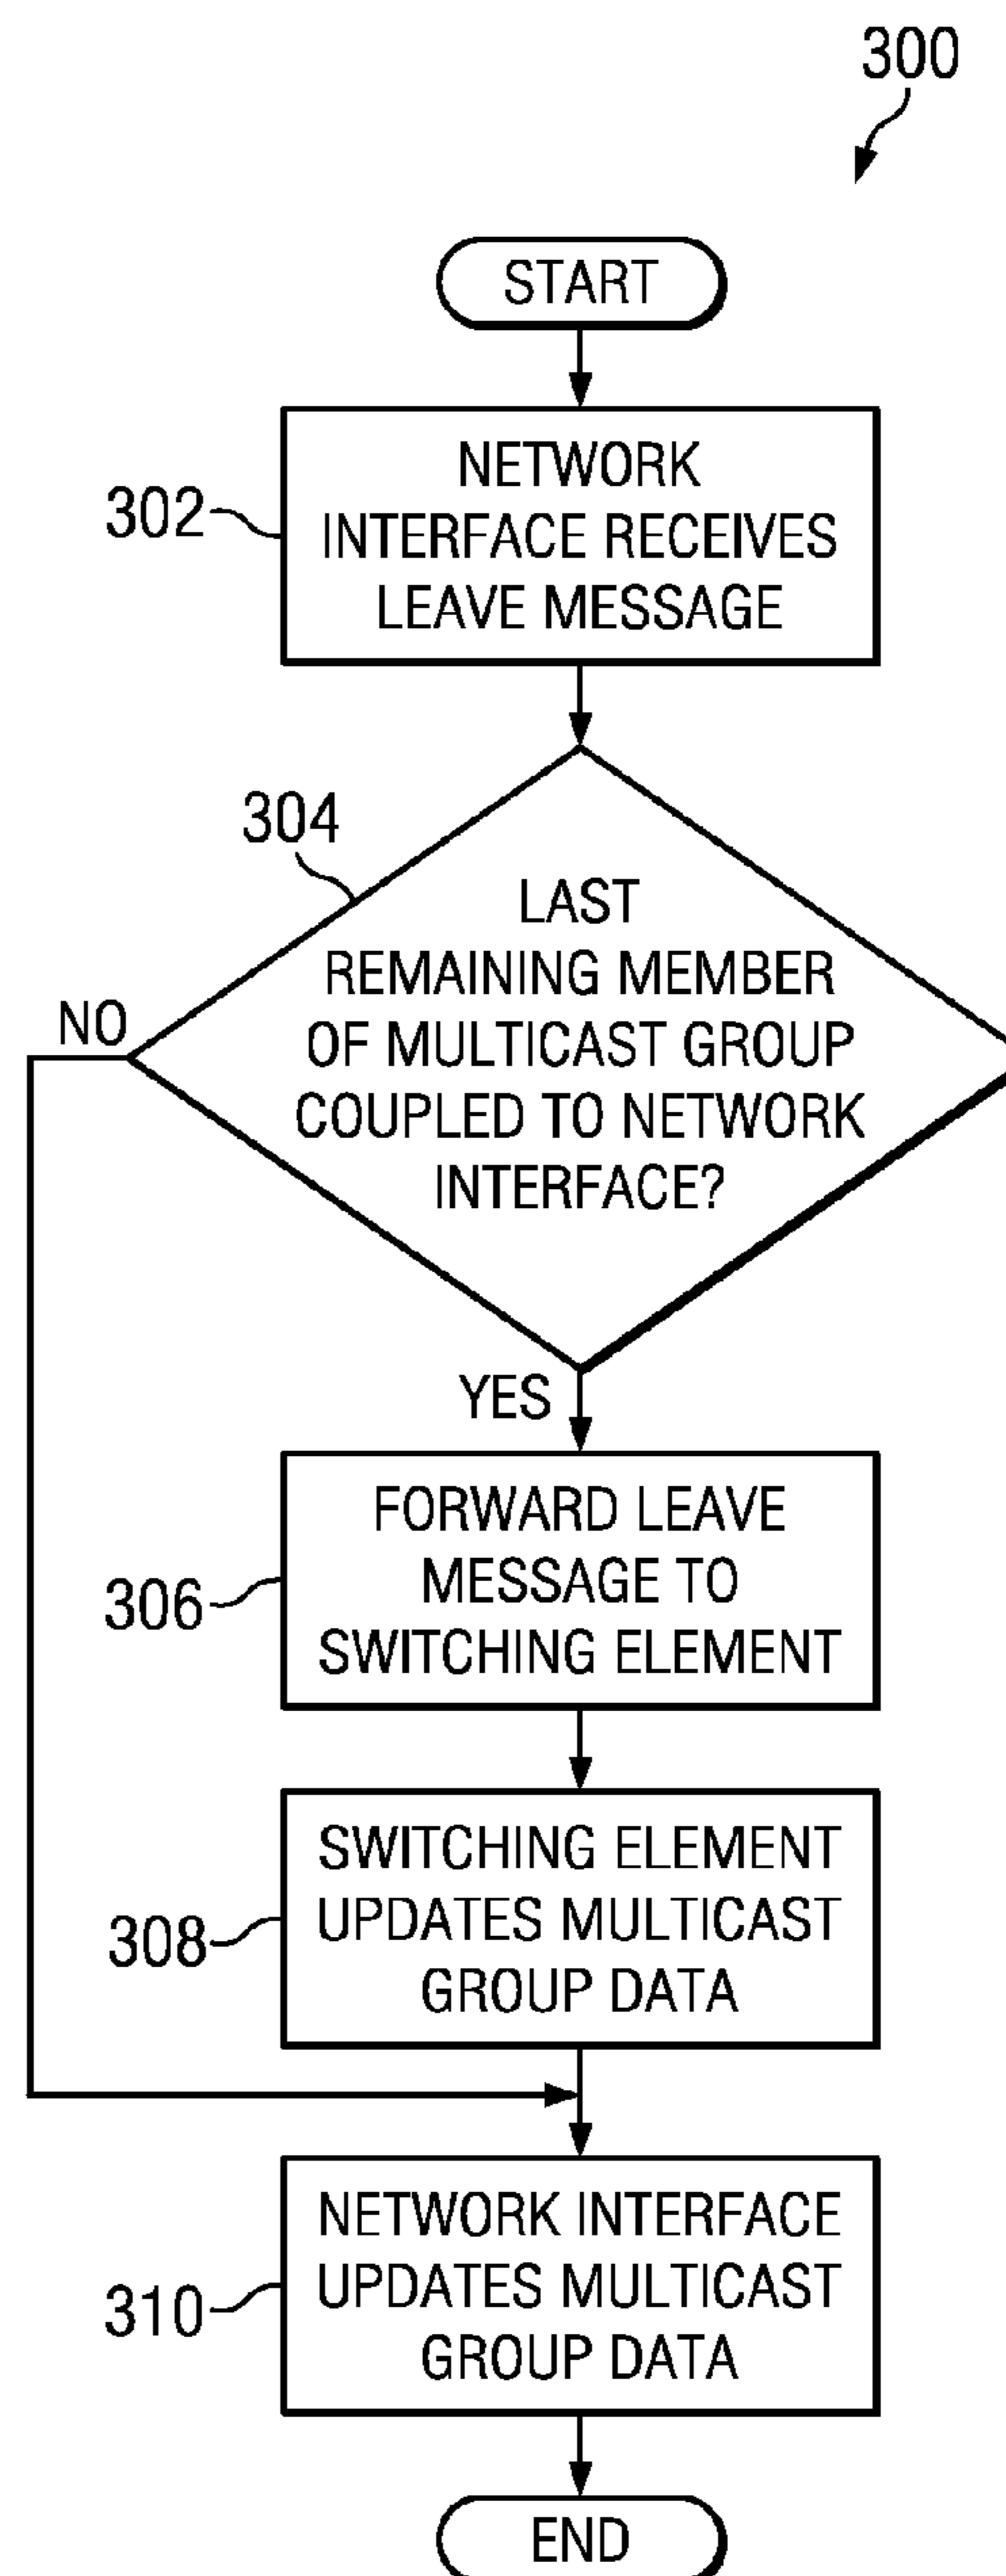 300
START
302
NETWORK
INTERFACE RECEIVES
LEAVE MESSAGE
304
LAST
REMAINING MEMBER
OF MULTICAST GROUP
COUPLED TO NETWORK
INTERFACE?
NO
YES
306
FORWARD LEAVE
MESSAGE TO
SWITCHING ELEMENT
308
SWITCHING ELEMENT
UPDATES MULTICAST
GROUP DATA
310
NETWORK INTERFACE
UPDATES MULTICAST
GROUP DATA
END